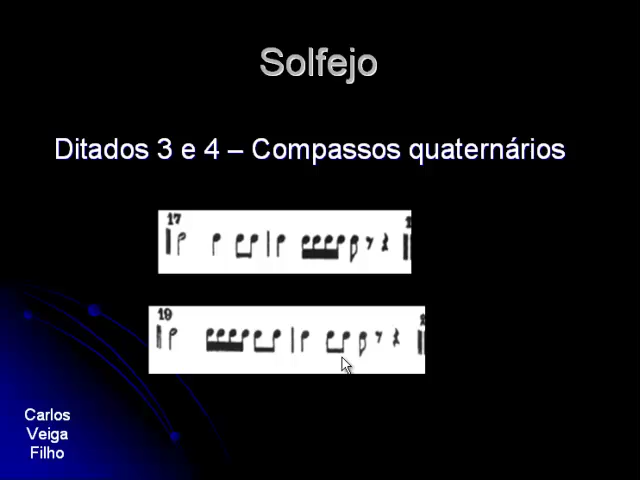 Solfejo
Ditados 3 e 4 – Compassos quaternários
17
19
Carlos
Veiga
Filho